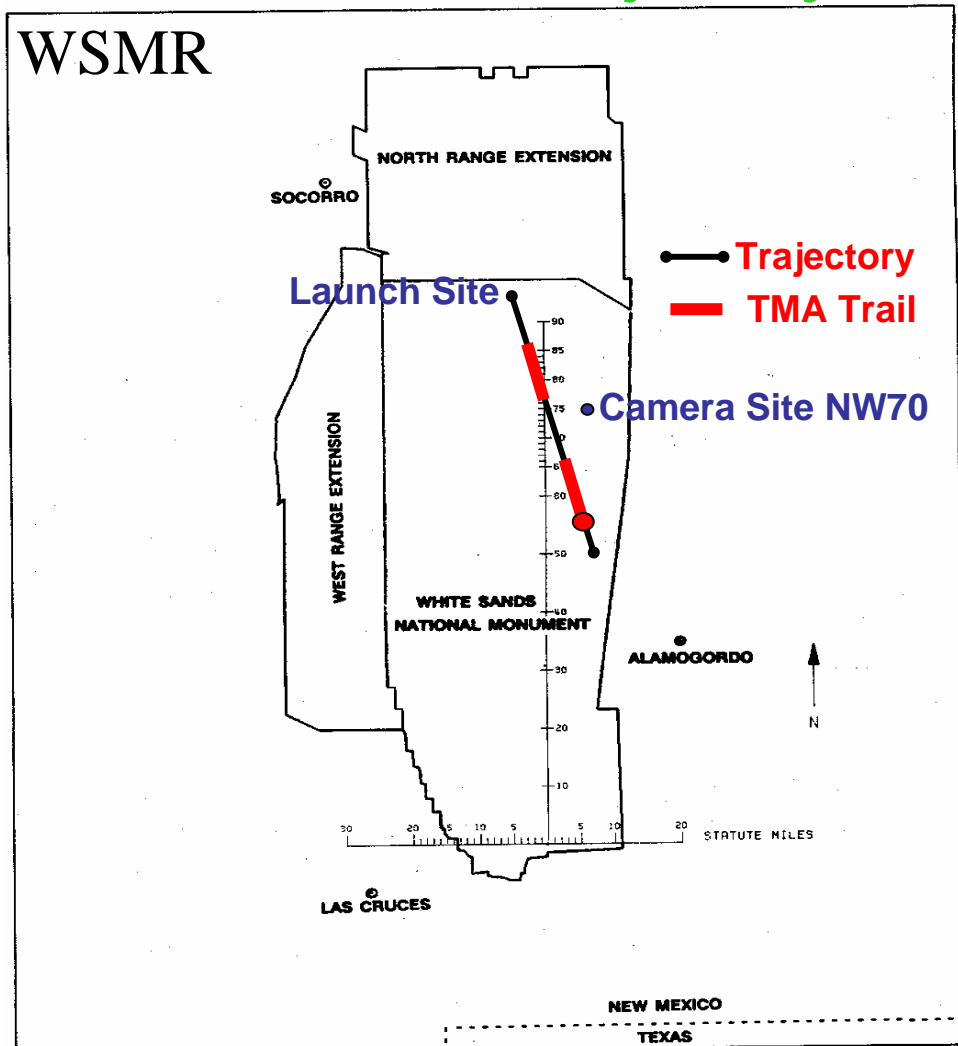 WSMR
NORTH RANGE EXTENSION
SOCORRO
Trajectory
Launch Site
TMA Trail
90
85
80
Camera Site NW70
75
70
60
50
WEST RANGE EXTENSION
WHITE SANDS
NATIONAL MONUMENT
40
ALAMOGORDO
30
N
20
10
30 20 15 10 5 5 10 20 STATUTE MILES
LAS CRUCES
NEW MEXICO
TEXAS